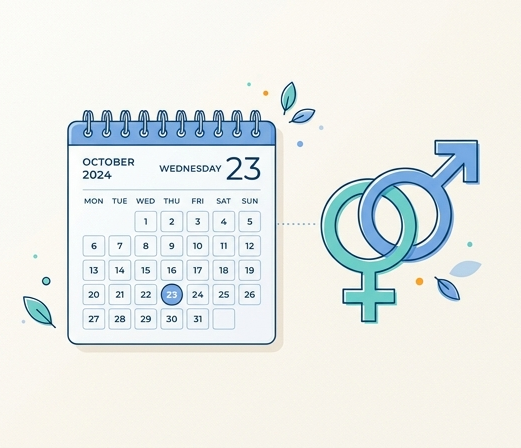 OCTOBER
2024
WEDNESDAY 23
MON TUE WED THU FRI SAT SUN
1 2 3 4 5
6 7 8 9 10 11 12
13 14 15 16 17 18 19
20 21 22 23 24 25 26
27 28 29 30 31